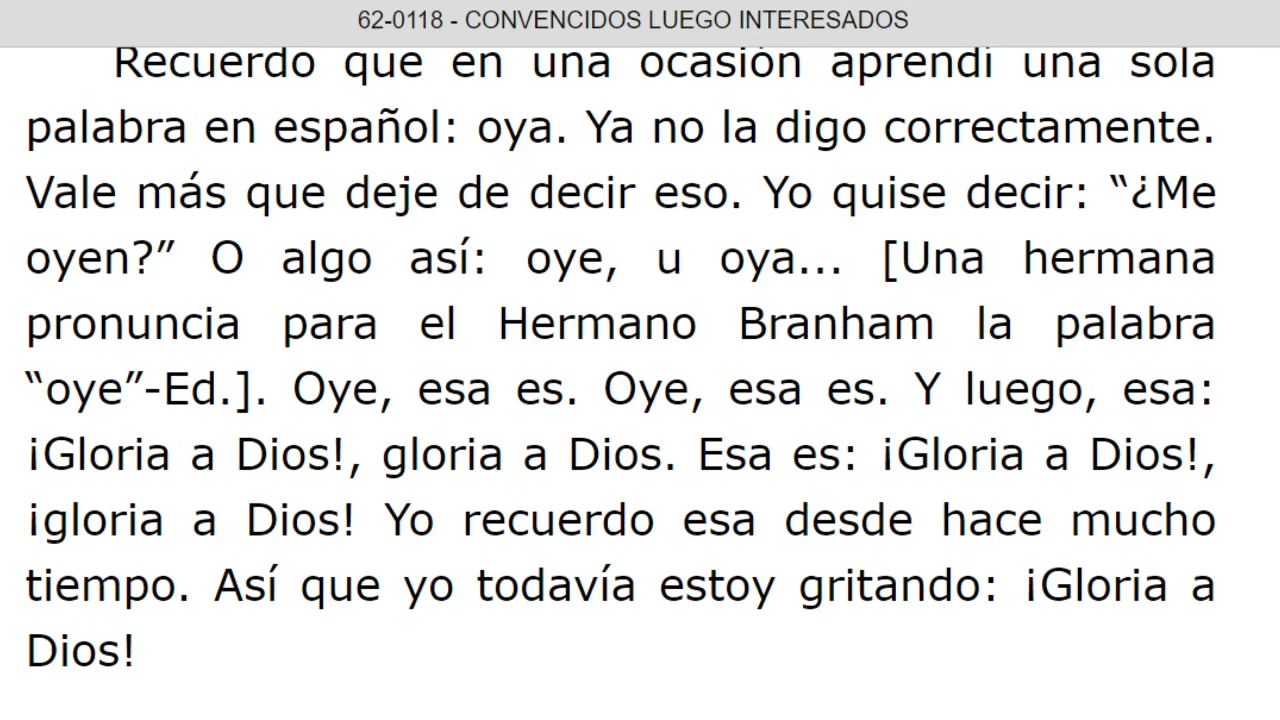 62-0118 - CONVENCIDOS LUEGO INTERESADOS
Recuerdo que en una ocasión aprendí una sola
palabra en español: oya. Ya no la digo correctamente.
Vale más que deje de decir eso. Yo quise decir: “¿Me
oyen?” O algo así: oye, u oya... [Una hermana
pronuncia para el Hermano Branham la palabra
“oye”-Ed.]. Oye, esa es. Oye, esa es. Y luego, esa:
¡Gloria a Dios!, gloria a Dios. Esa es: ¡Gloria a Dios!,
¡gloria a Dios! Yo recuerdo esa desde hace mucho
tiempo. Así que yo todavía estoy gritando: ¡Gloria a
Dios!